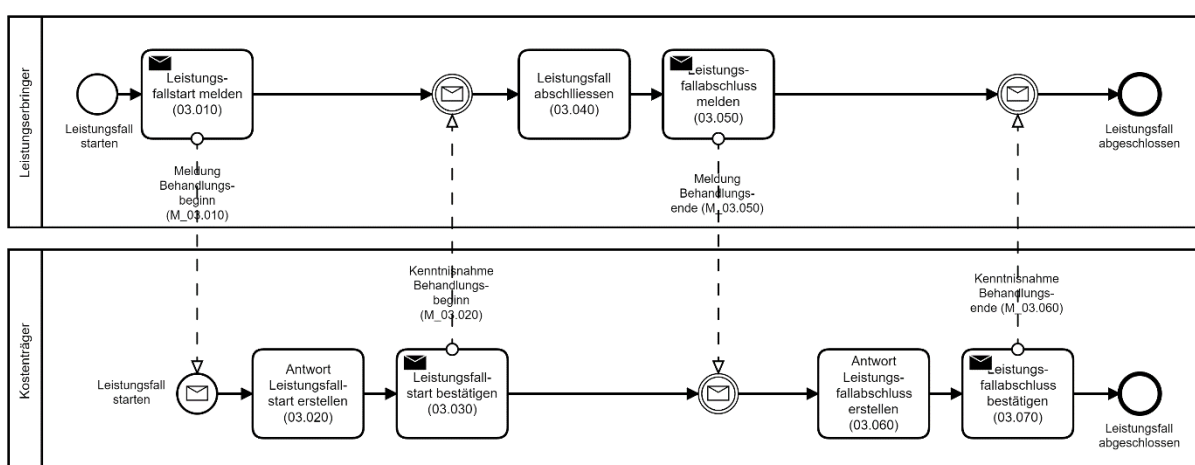 Leistungserbringer
Leistungsfall
starten
Leistungs-
fallstart melden
(03.010)
Meldung
Behandlungs-
beginn
(M_03.010)
Leistungsfall
abschlliessen
(03.040)
Leistungs-
fallabschluss
melden
(03.050)
Meldung
Behandlungs-
ende (M_03.050)
Leistungsfall
abgeschlossen
Kostenträger
Leistungsfall
starten
Antwort
Leistungsfall-
start erstellen
(03.020)
Kenntnisnahme
Behandlungs-
beginn
(M_03.020)
Leistungsfall-
start bestätigen
(03.030)
Antwort
Leistungs-
fallabschluss
erstellen
(03.060)
Kenntnisnahme
Behandlungs-
ende (M_03.060)
Leistungs-
fallabschluss
bestätigen
(03.070)
Leistungsfall
abgeschlossen